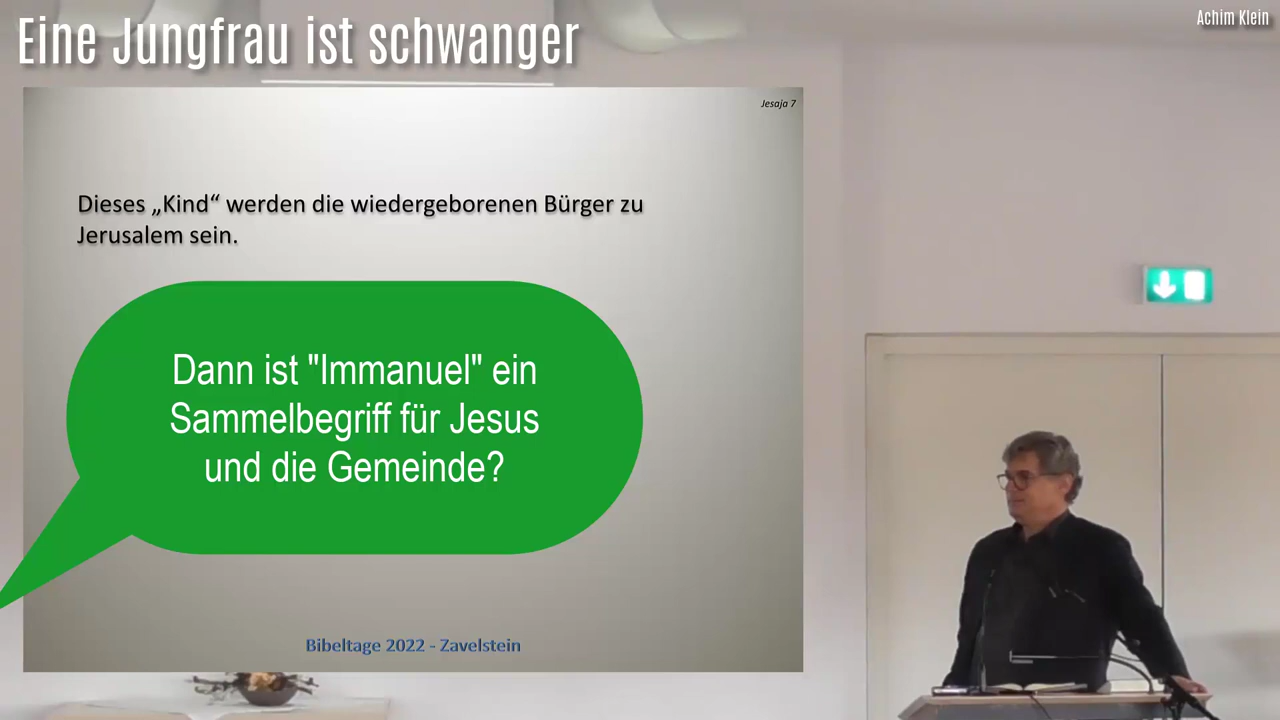 Eine Jungfrau ist schwanger
Achim Klein
Jesaja 7
Dieses „Kind“ werden die wiedergeborenen Bürger zu
Jerusalem sein.
Dann ist "Immanuel" ein
Sammelbegriff für Jesus
und die Gemeinde?
Bibeltage 2022 - Zavelstein